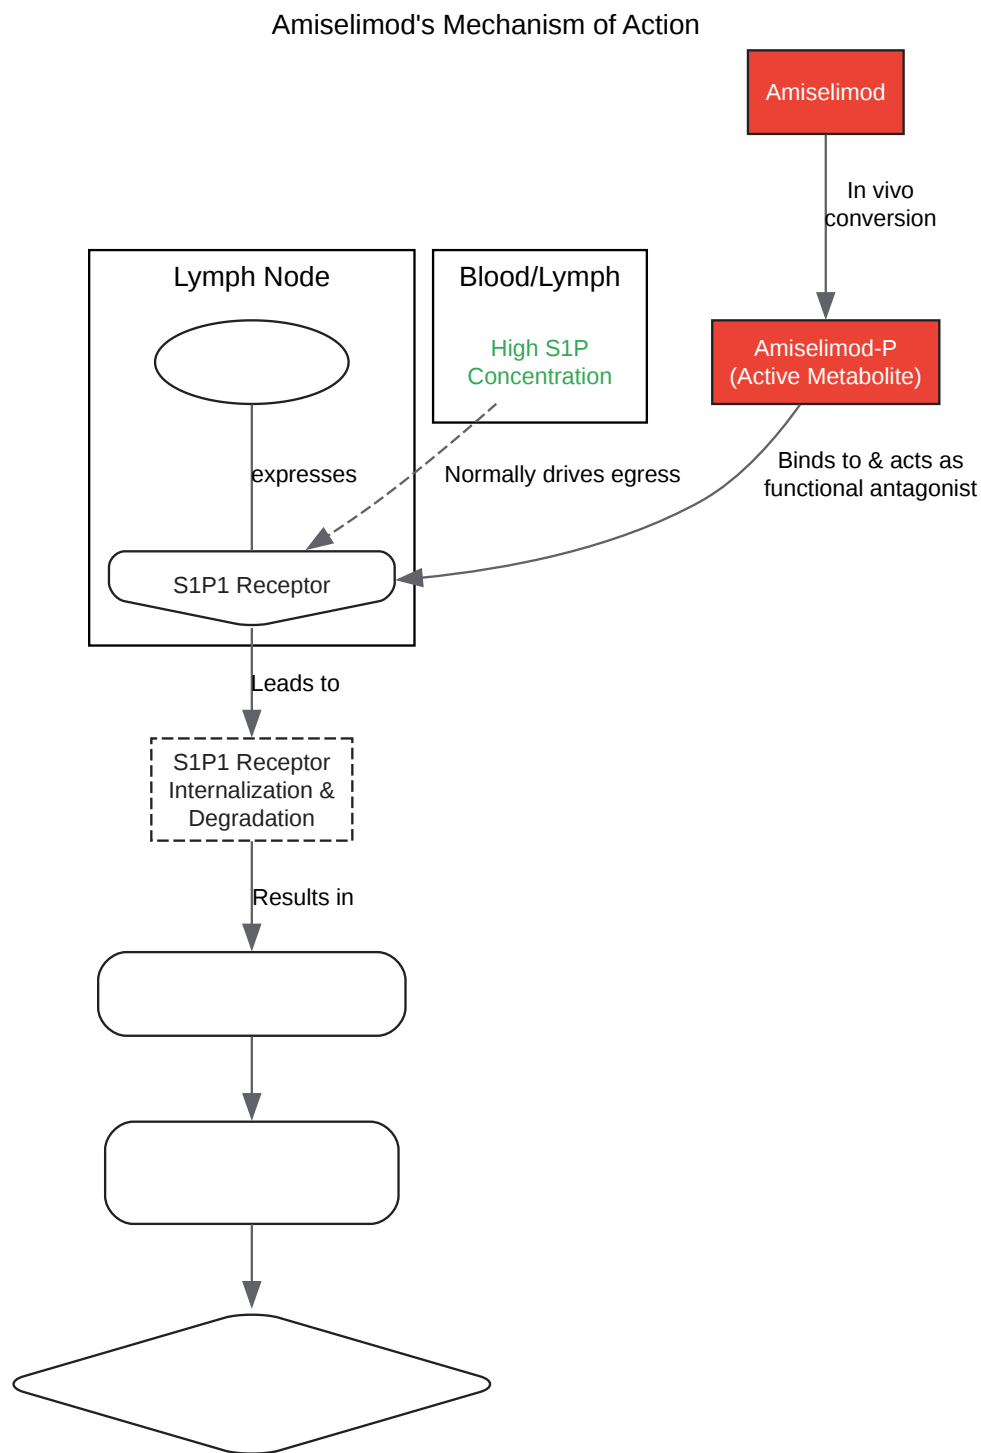 Amiselimod's Mechanism of Action
Amiselimod
In vivo
conversion
Lymph Node
Blood/Lymph
High S1P
Concentration
Amiselimod-P
(Active Metabolite)
expresses
Normally drives egress
Binds to & acts as
functional antagonist
S1P1 Receptor
Leads to
S1P1 Receptor
Internalization &
Degradation
Results in